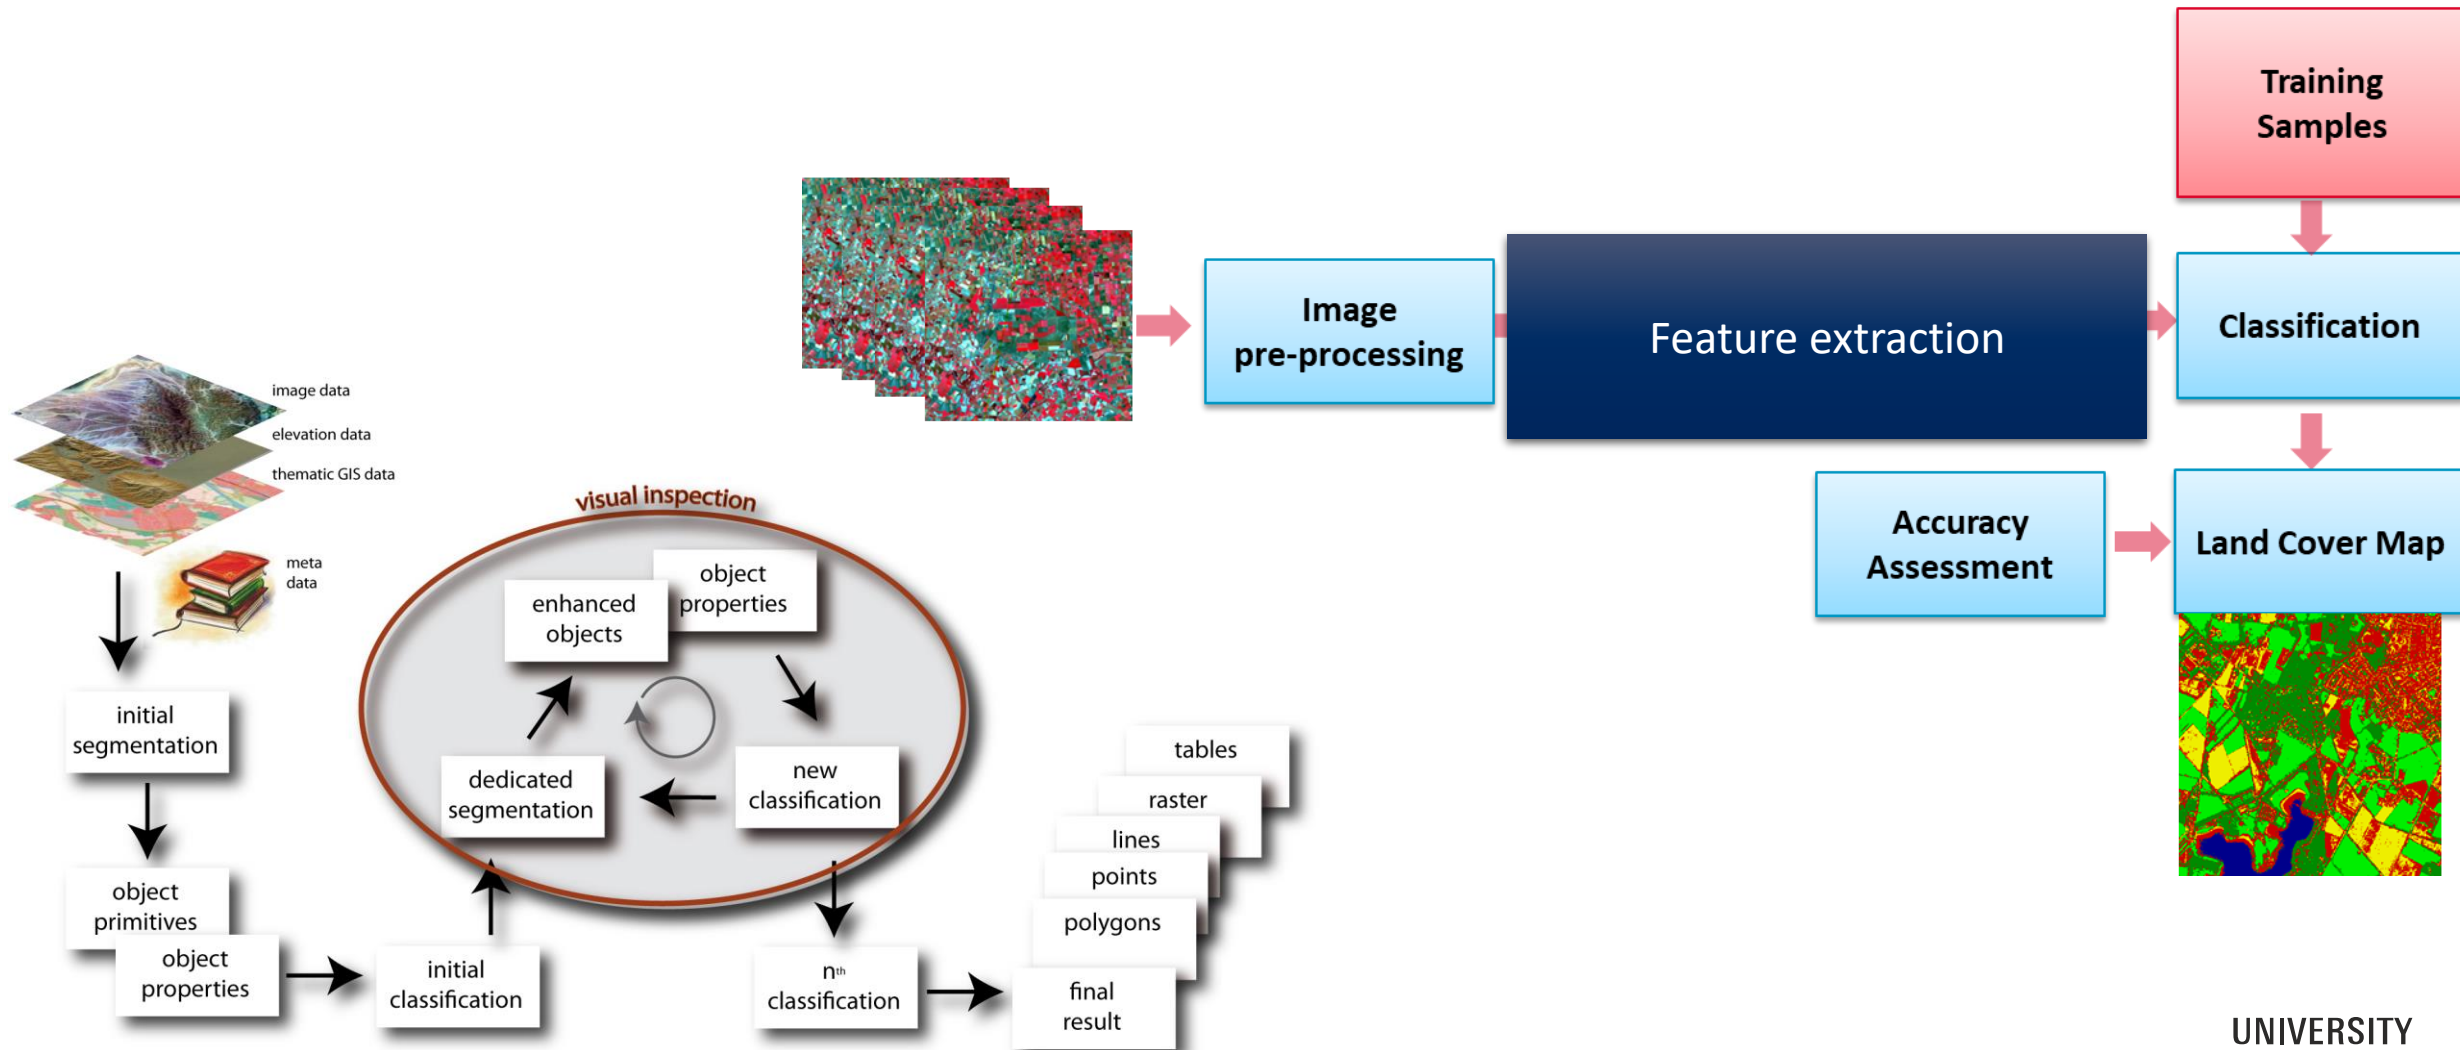 Training
Samples
Image
pre-processing
Feature extraction
Classification
Accuracy
Assessment
Land Cover Map
image data
elevation data
thematic GIS data
meta
data
initial
segmentation
object
primitives
object
properties
initial
classification
visual inspection
enhanced
objects
object
properties
dedicated
segmentation
new
classification
nth
classification
tables
raster
lines
points
polygons
final
result
UNIVERSITY